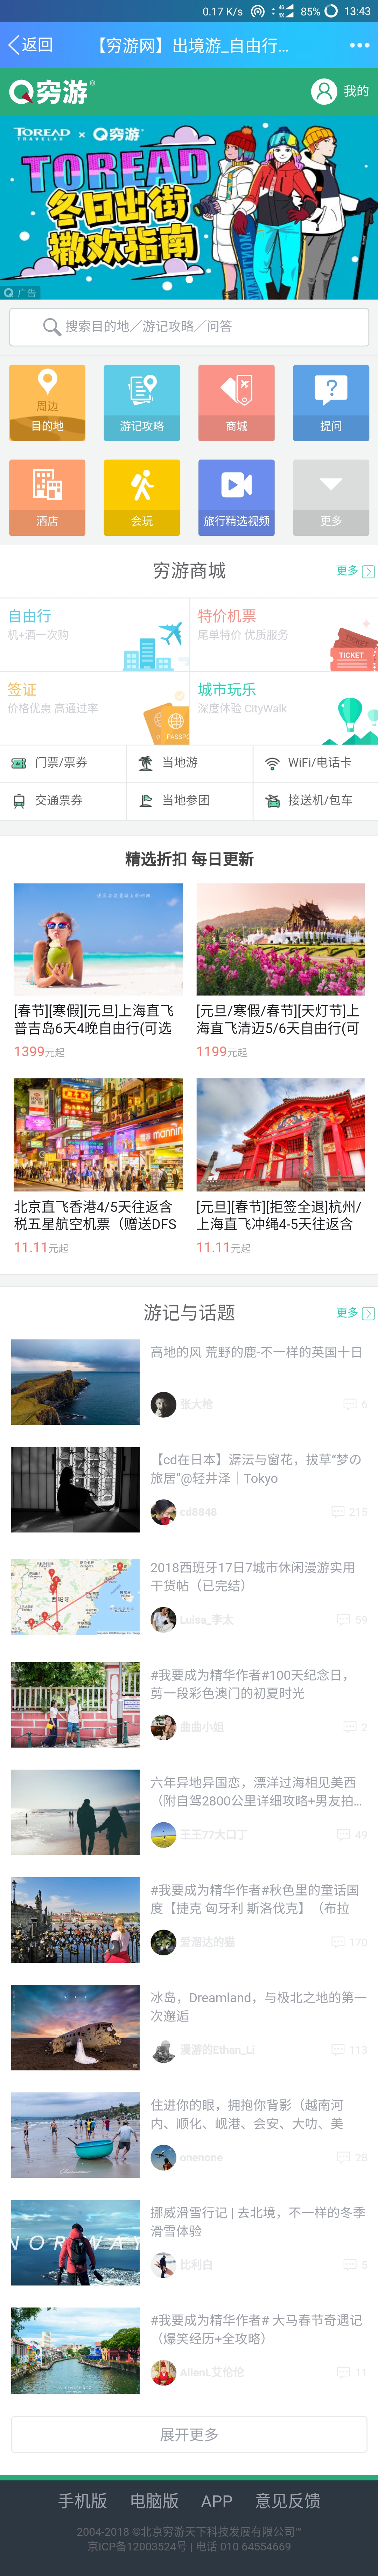 0.17 K/s 85% 13:43
返回 【穷游网】出境游_自由行...
穷游® 我的
TOREAD TRAVELAX × 穷游®
TOREAD
冬日出街
撒欢指南
广告
搜索目的地／游记攻略／问答
周边
目的地 游记攻略 商城 提问
酒店 会玩 旅行精选视频 更多
穷游商城 更多
自由行 特价机票
机+酒一次购 尾单特价 优质服务
TICKET
签证 城市玩乐
价格优惠 高通过率 深度体验 CityWalk
门票/票券 当地游 WiFi/电话卡
交通票券 当地参团 接送机/包车
精选折扣 每日更新
[春节][寒假][元旦]上海直飞
普吉岛6天4晚自由行(可选
1399元起
[元旦/寒假/春节][天灯节]上
海直飞清迈5/6天自由行(可
1199元起
北京直飞香港4/5天往返含
税五星航空机票（赠送DFS
11.11元起
[元旦][春节][拒签全退]杭州/
上海直飞冲绳4-5天往返含
11.11元起
游记与话题 更多
高地的风 荒野的鹿-不一样的英国十日
张大枪 6
【cd在日本】潺沄与窗花，拔草“梦の
旅居”@轻井泽｜Tokyo
cd8848 215
2018西班牙17日7城市休闲漫游实用
干货帖（已完结）
Luisa_李太 59
西班牙
#我要成为精华作者#100天纪念日，
剪一段彩色澳门的初夏时光
曲曲小姐 2
六年异地异国恋，漂洋过海相见美西
（附自驾2800公里详细攻略+男友拍...
王王77大口丁 49
#我要成为精华作者#秋色里的童话国
度【捷克 匈牙利 斯洛伐克】（布拉
爱溜达的猫 170
冰岛，Dreamland，与极北之地的第一
次邂逅
漫游的Ethan_Li 113
住进你的眼，拥抱你背影（越南河
内、顺化、岘港、会安、大叻、美
onenone 28
NORWAY
挪威滑雪行记 | 去北境，不一样的冬季
滑雪体验
比利白 5
#我要成为精华作者# 大马春节奇遇记
（爆笑经历+全攻略）
AllenL艾伦伦 11
展开更多
手机版 电脑版 APP 意见反馈
2004-2018 ©北京穷游天下科技发展有限公司™
京ICP备12003524号 | 电话 010 64554669